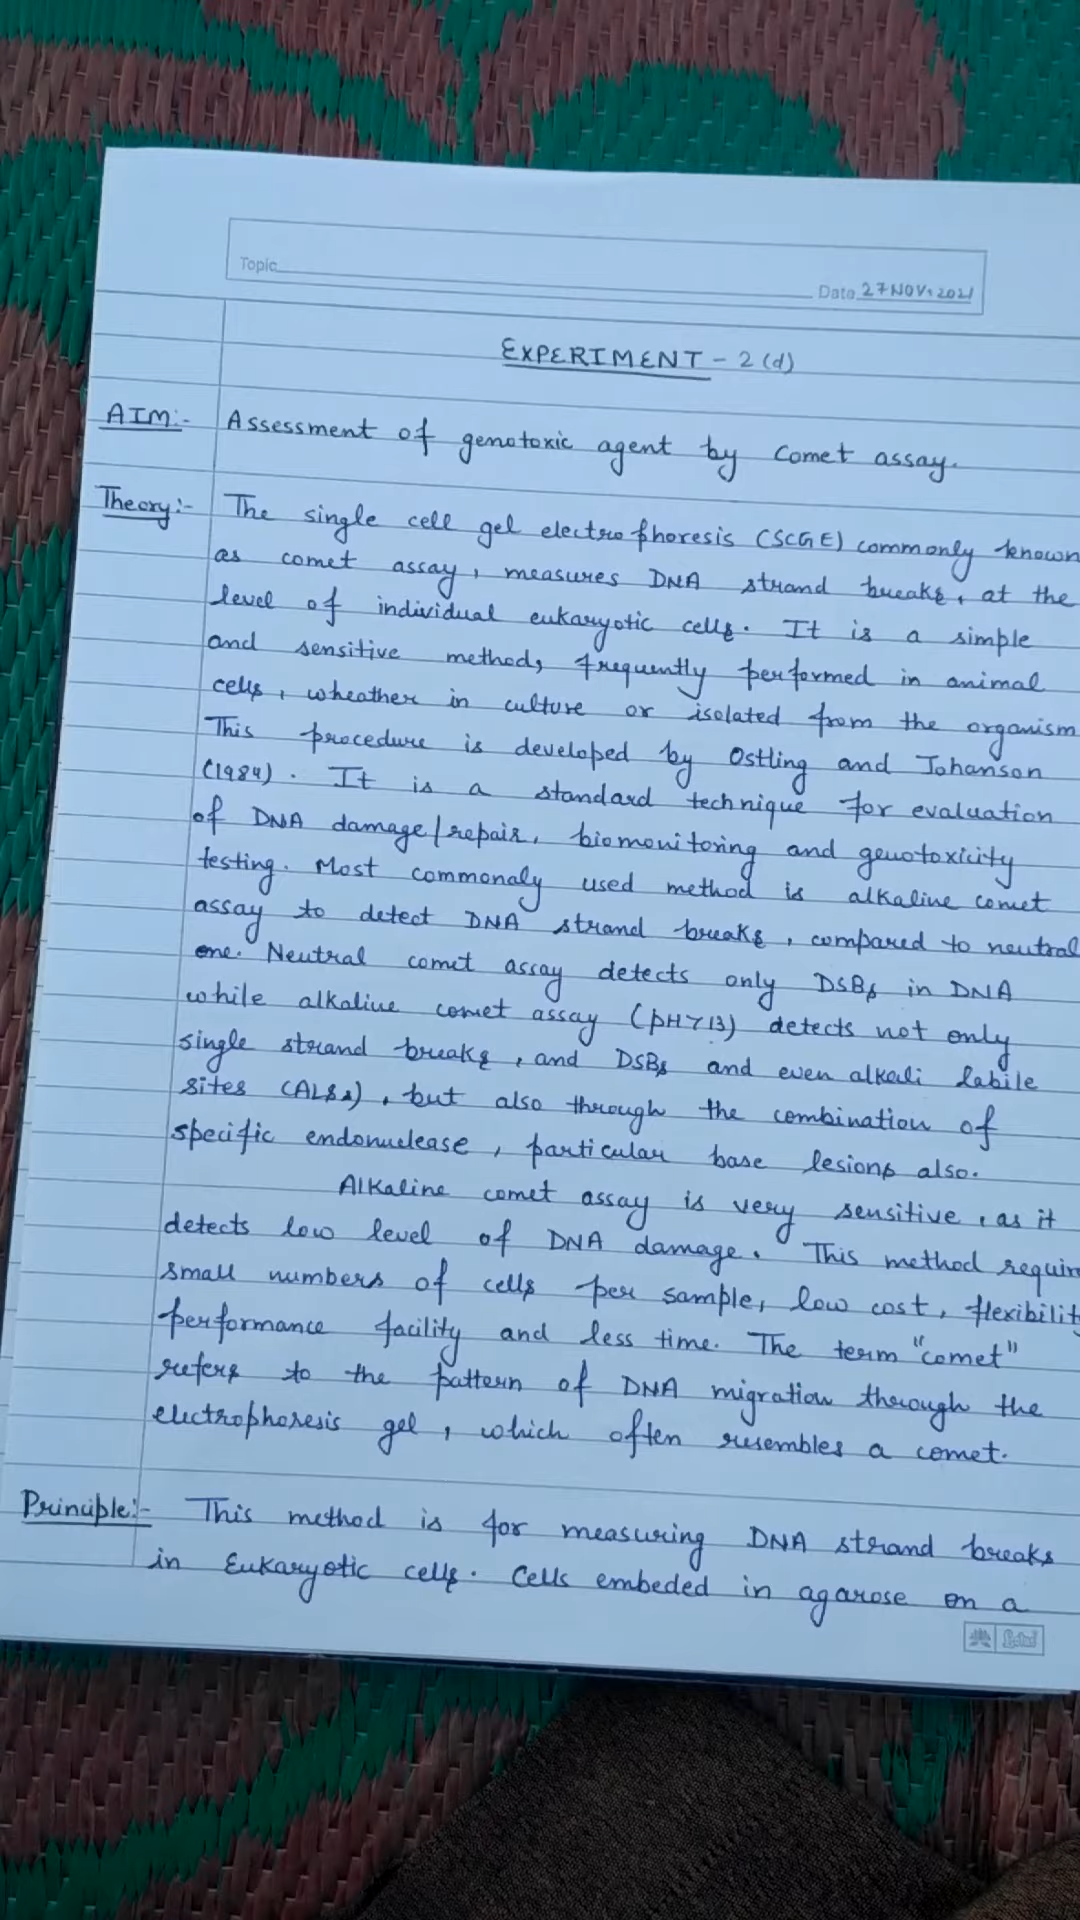 Topic
Date 27 NOV. 2021
EXPERIMENT - 2 (d)
AIM:- Assessment of genotoxic agent by Comet assay.
Theory:- The single cell gel electrophoresis (SCGE) commonly known
as comet assay, measures DNA strand breaks, at the
level of individual eukaryotic cells. It is a simple
and sensitive method, frequently performed in animal
cells, wheather in culture or isolated from the organism
This procedure is developed by Ostling and Johanson
(1984). It is a standard technique for evaluation
of DNA damage/repair, biomonitoring and genotoxicity
testing. Most commonaly used method is alkaline comet
assay to detect DNA strand breaks, compared to neutral
one. Neutral comet assay detects only DSBs in DNA
while alkaline comet assay (pH>13) detects not only
single strand breaks, and DSBs and even alkali labile
sites (ALSs), but also through the combination of
specific endonuclease, particular base lesions also.
Alkaline comet assay is very sensitive, as it
detects low level of DNA damage. This method requir
small numbers of cells per sample, low cost, flexibilit
performance facility and less time. The term "comet"
refers to the pattern of DNA migration through the
electrophoresis gel, which often resembles a comet.
Principle:- This method is for measuring DNA strand breaks
in Eukaryotic cells. Cells embeded in agarose on a